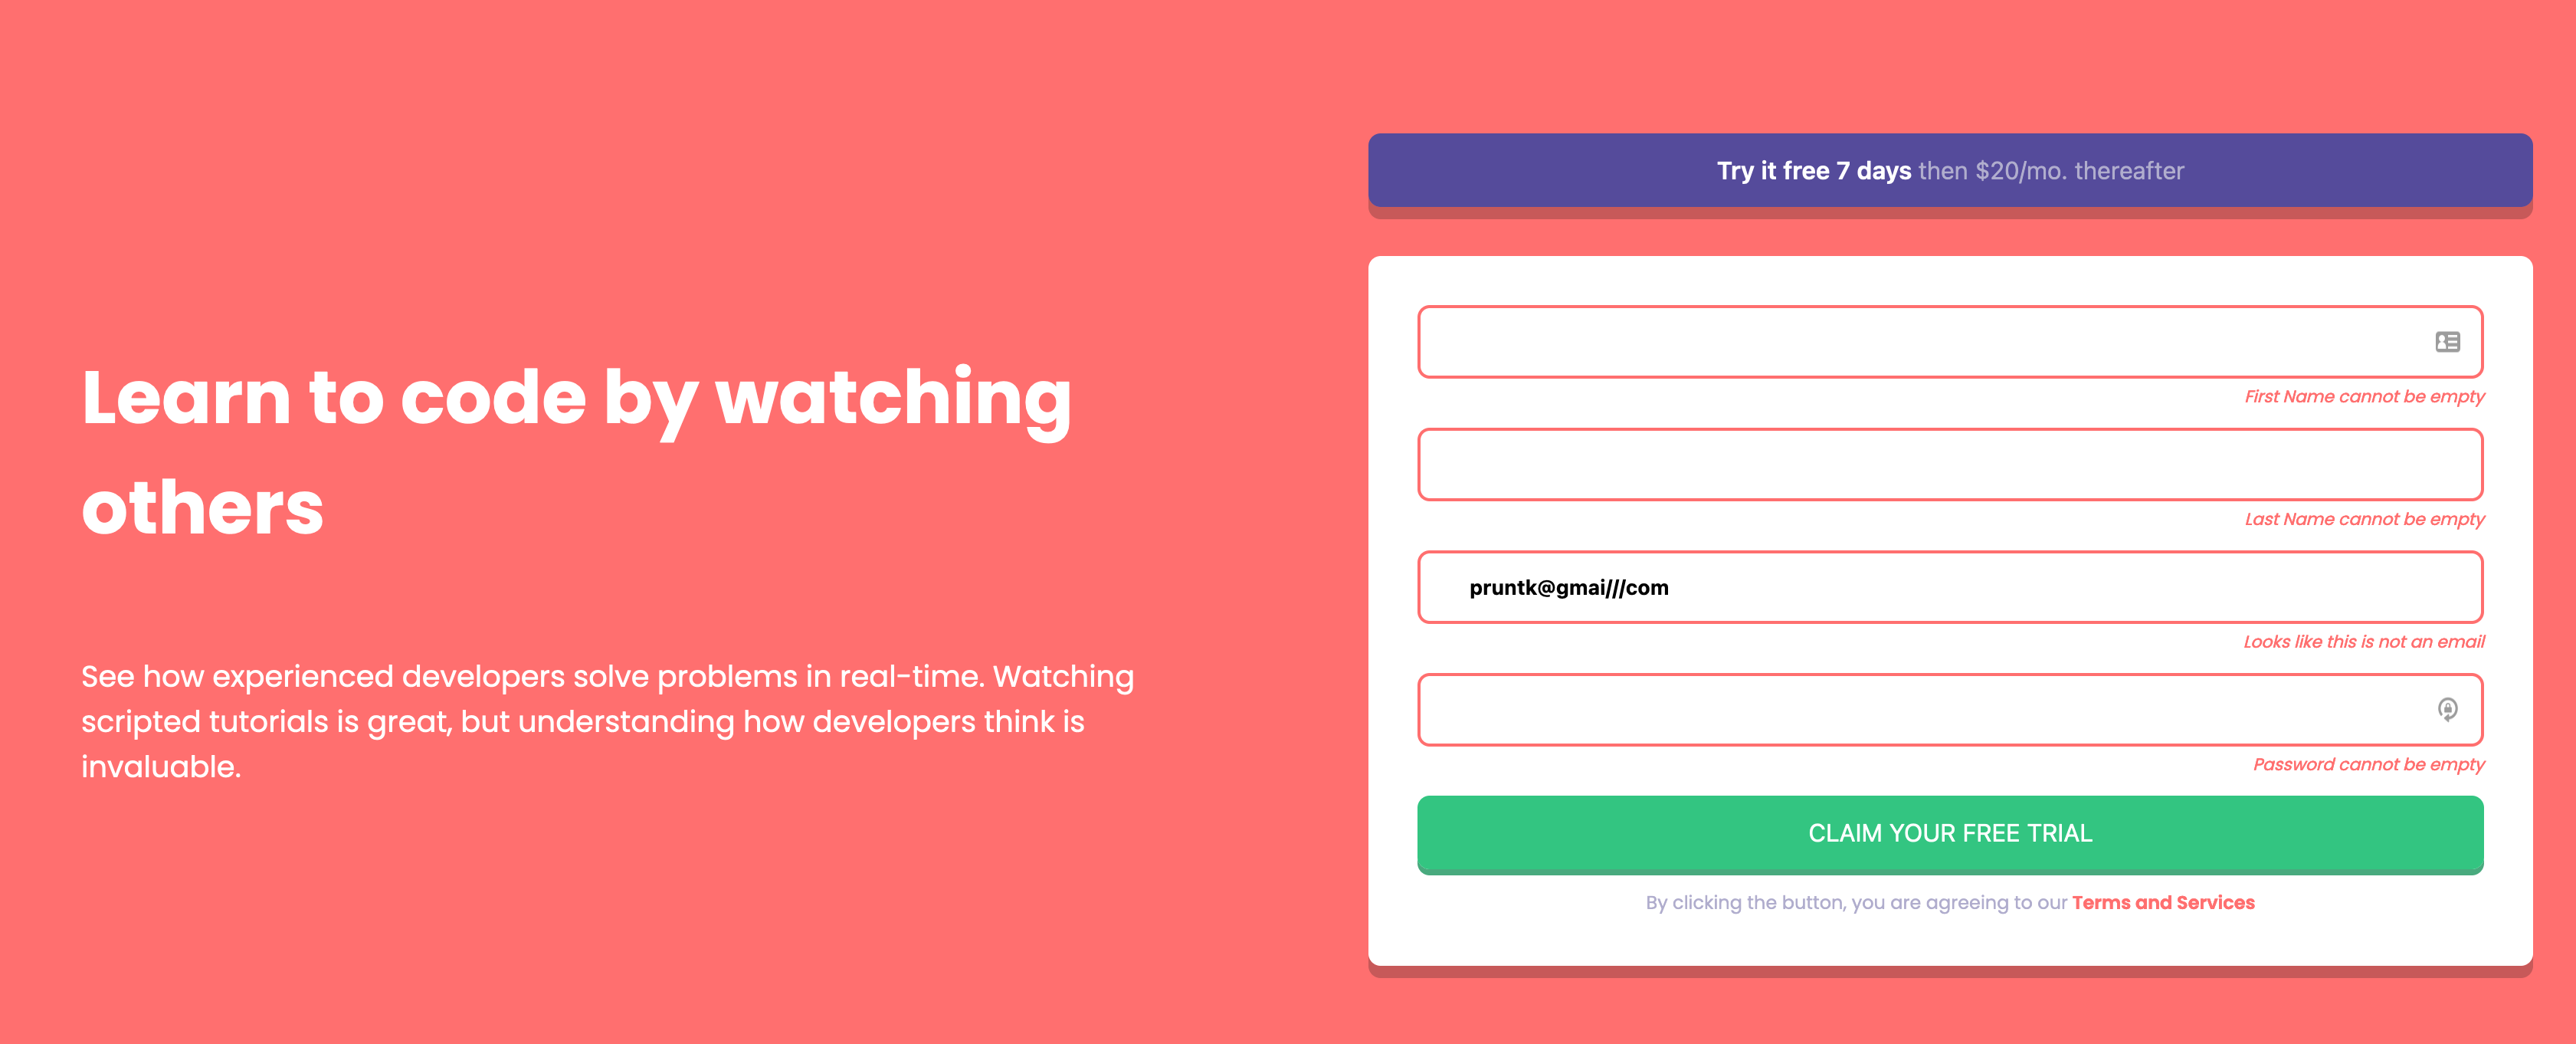 Learn to code by watching
others
See how experienced developers solve problems in real-time. Watching
scripted tutorials is great, but understanding how developers think is
invaluable.
Try it free 7 days then $20/mo. thereafter
First Name cannot be empty
Last Name cannot be empty
pruntk@gmai///com
Looks like this is not an email
Password cannot be empty
CLAIM YOUR FREE TRIAL
By clicking the button, you are agreeing to our Terms and Services